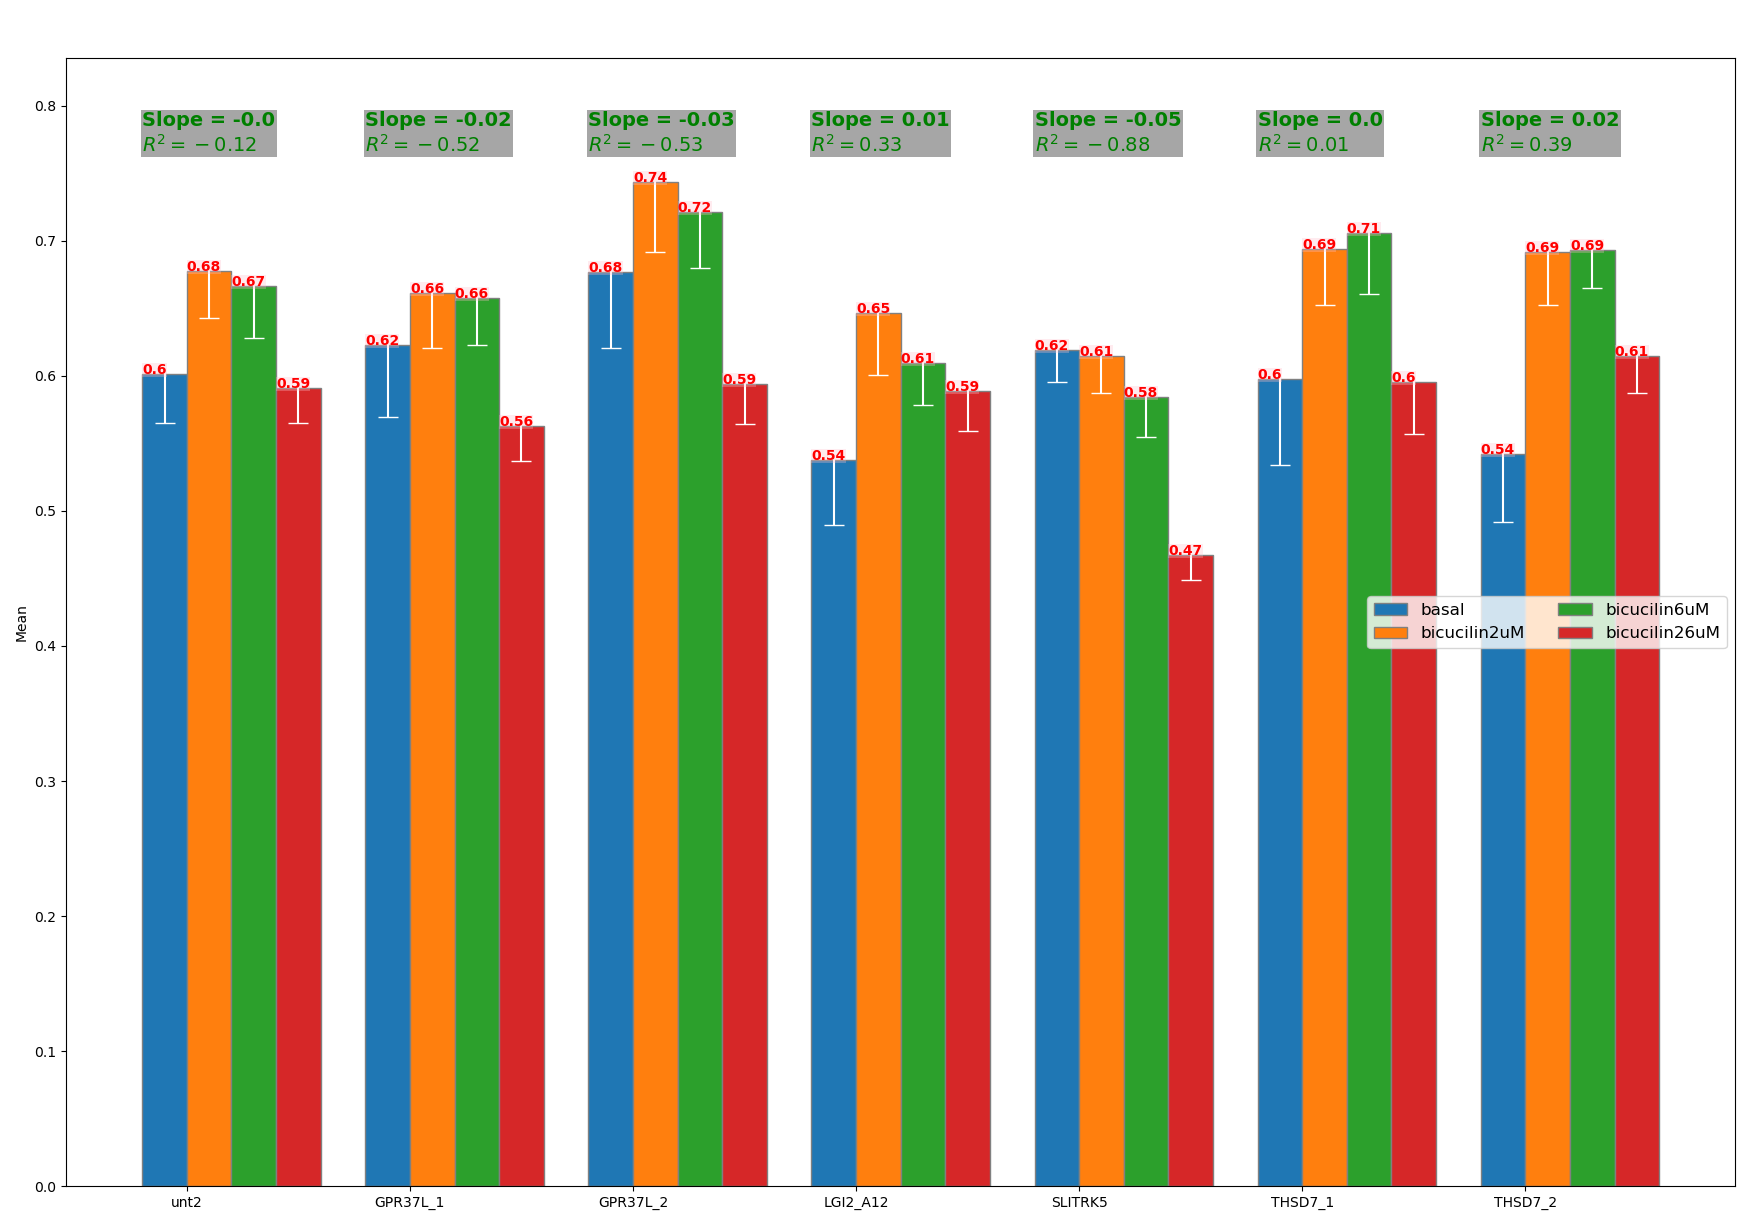 Slope = -0.0
R² = −0.12
Slope = -0.02
R² = −0.52
Slope = -0.03
R² = −0.53
Slope = 0.01
R² = 0.33
Slope = -0.05
R² = −0.88
Slope = 0.0
R² = 0.01
Slope = 0.02
R² = 0.39
0.6
0.68
0.67
0.59
0.62
0.66
0.66
0.56
0.68
0.74
0.72
0.59
0.54
0.65
0.61
0.59
0.62
0.61
0.58
0.47
0.6
0.69
0.71
0.6
0.54
0.69
0.69
0.61
Mean
0.8
0.7
0.6
0.5
0.4
0.3
0.2
0.1
0.0
basal
bicucilin2uM
bicucilin6uM
bicucilin26uM
unt2
GPR37L_1
GPR37L_2
LGI2_A12
SLITRK5
THSD7_1
THSD7_2